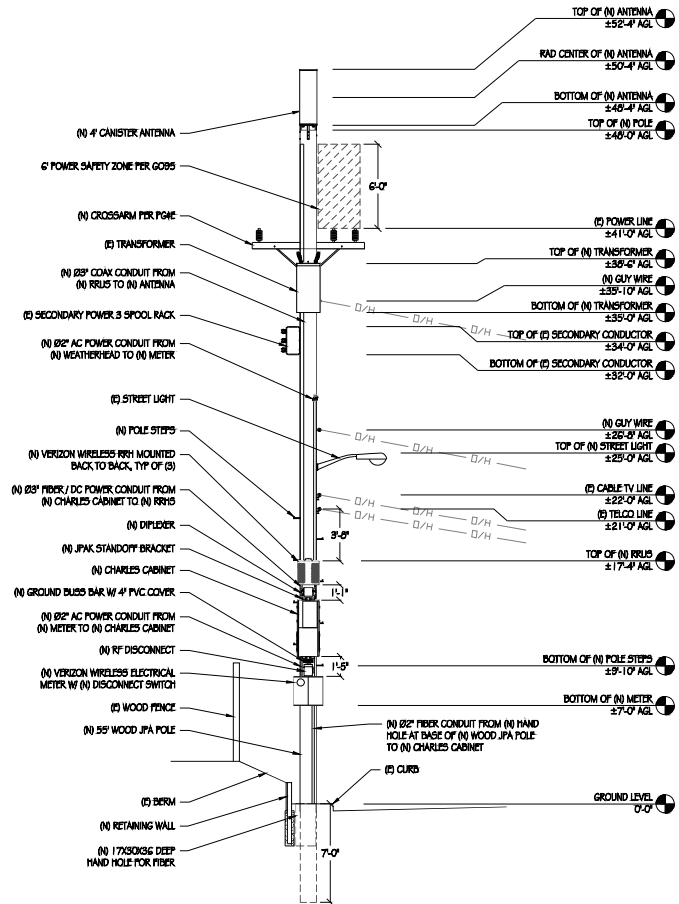 TOP OF (N) ANTENNA
±52'-4" AGL
RAD CENTER OF (N) ANTENNA
±50'-4" AGL
BOTTOM OF (N) ANTENNA
±48'-4" AGL
TOP OF (N) POLE
±48'-0" AGL
(N) 4' CANISTER ANTENNA
6' POWER SAFETY ZONE PER GO95
6'-0"
(N) CROSSARM PER PG&E
(E) POWER LINE
±41'-0" AGL
(E) TRANSFORMER
TOP OF (N) TRANSFORMER
±38'-6" AGL
(N) Ø3" COAX CONDUIT FROM
(N) RRUS TO (N) ANTENNA
(N) GUY WIRE
±35'-10" AGL
O/H
O/H
BOTTOM OF (N) TRANSFORMER
±35'-0" AGL
(E) SECONDARY POWER 3 SPOOL RACK
TOP OF (E) SECONDARY CONDUCTOR
±34'-0" AGL
(N) Ø2" AC POWER CONDUIT FROM
(N) WEATHERHEAD TO (N) METER
BOTTOM OF (E) SECONDARY CONDUCTOR
±32'-0" AGL
(E) STREET LIGHT
(N) POLE STEPS
(N) GUY WIRE
±26'-8" AGL
O/H
O/H
TOP OF (N) STREET LIGHT
±25'-0" AGL
(N) VERIZON WIRELESS RRH MOUNTED
BACK TO BACK, TYP OF (3)
(N) Ø3" FIBER / DC POWER CONDUIT FROM
(N) CHARLES CABINET TO (N) RRHS
(E) CABLE TV LINE
±22'-0" AGL
O/H
O/H
O/H
O/H
(E) TELCO LINE
±21'-0" AGL
3'-8"
(N) DIPLEXER
(N) JPAK STANDOFF BRACKET
TOP OF (N) RRUS
±17'-4" AGL
(N) CHARLES CABINET
1'-1"
(N) GROUND BUSS BAR W/ 4" PVC COVER
(N) Ø2" AC POWER CONDUIT FROM
(N) METER TO (N) CHARLES CABINET
(N) RF DISCONNECT
1'-5"
BOTTOM OF (N) POLE STEPS
±9'-10" AGL
(N) VERIZON WIRELESS ELECTRICAL
METER W/ (N) DISCONNECT SWITCH
(E) WOOD FENCE
BOTTOM OF (N) METER
±7'-0" AGL
(N) 55' WOOD JPA POLE
(N) Ø2" FIBER CONDUIT FROM (N) HAND
HOLE AT BASE OF (N) WOOD JPA POLE
TO (N) CHARLES CABINET
(E) CURB
(E) BERM
GROUND LEVEL
0'-0"
(N) RETAINING WALL
(N) 17X30X36 DEEP
HAND HOLE FOR FIBER
7'-0"